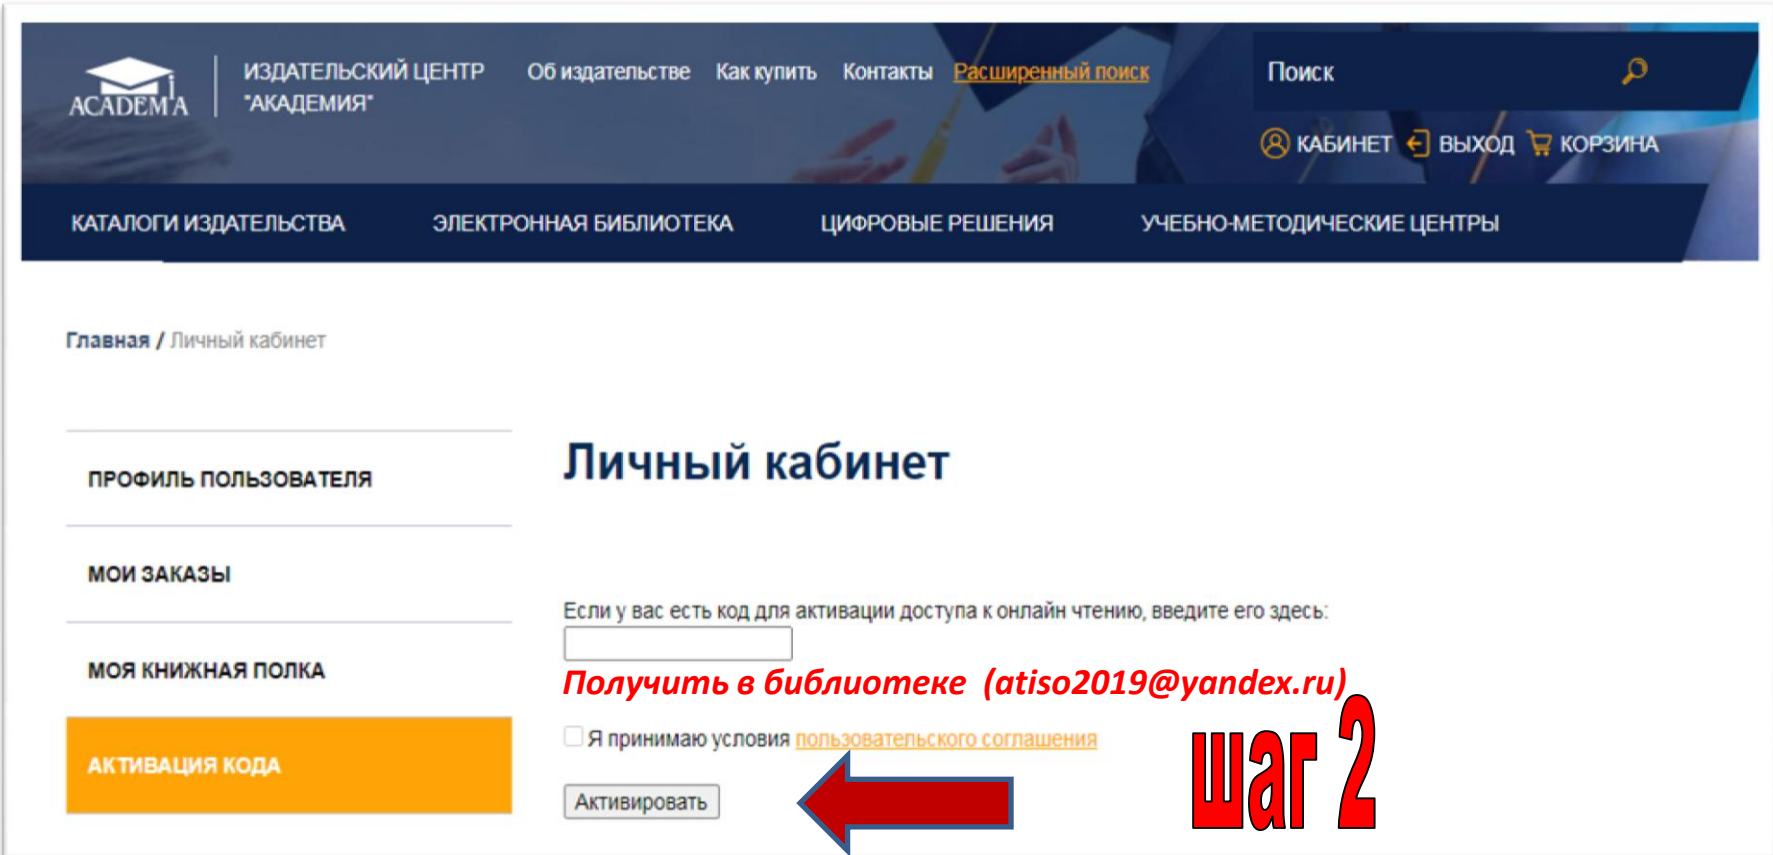 ACADEMiA
ИЗДАТЕЛЬСКИЙ ЦЕНТР
"АКАДЕМИЯ"
Об издательстве Как купить Контакты Расширенный поиск
Поиск
КАБИНЕТ ВЫХОД КОРЗИНА
КАТАЛОГИ ИЗДАТЕЛЬСТВА ЭЛЕКТРОННАЯ БИБЛИОТЕКА ЦИФРОВЫЕ РЕШЕНИЯ УЧЕБНО-МЕТОДИЧЕСКИЕ ЦЕНТРЫ
Главная / Личный кабинет
ПРОФИЛЬ ПОЛЬЗОВАТЕЛЯ
МОИ ЗАКАЗЫ
МОЯ КНИЖНАЯ ПОЛКА
АКТИВАЦИЯ КОДА
Личный кабинет
Если у вас есть код для активации доступа к онлайн чтению, введите его здесь:
Получить в библиотеке (atiso2019@yandex.ru)
Я принимаю условия пользовательского соглашения
Активировать
шаг 2